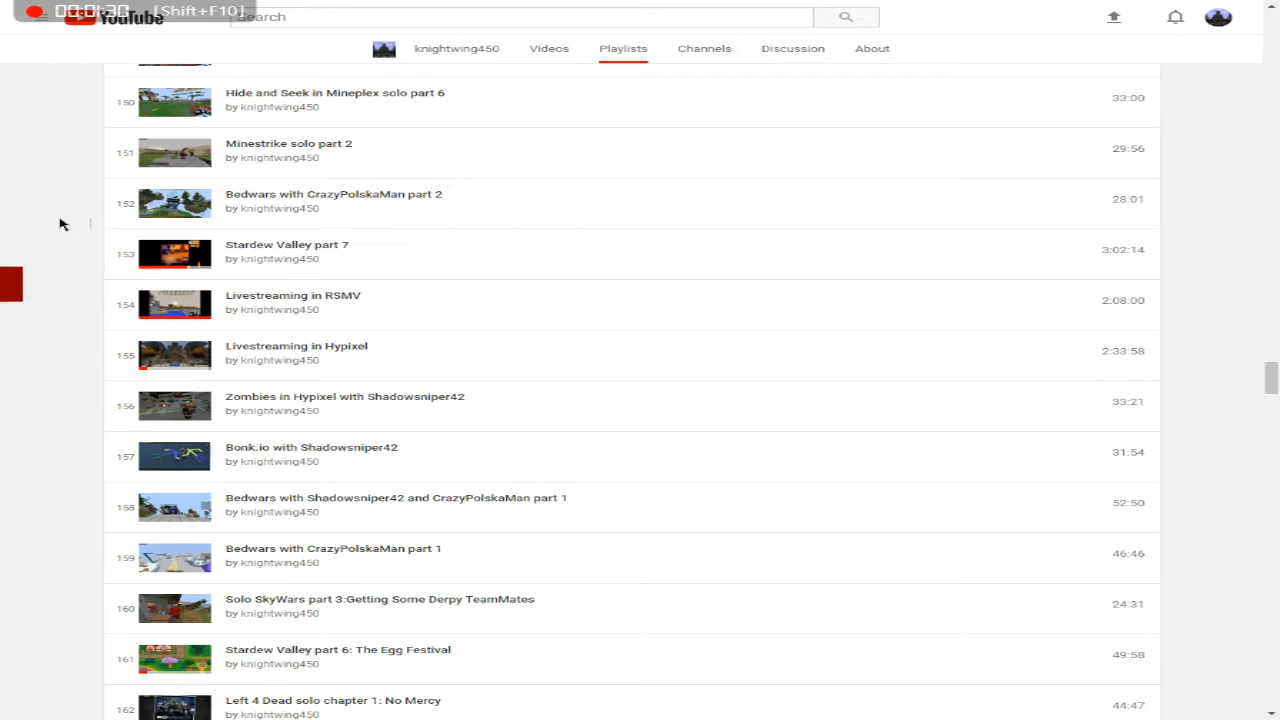 00:01:30 [Shift+F10]
YouTube
Search
knightwing450 Videos Playlists Channels Discussion About
150 Hide and Seek in Mineplex solo part 6 33:00
by knightwing450
151 Minestrike solo part 2 29:56
by knightwing450
152 Bedwars with CrazyPolskaMan part 2 28:01
by knightwing450
153 Stardew Valley part 7 3:02:14
by knightwing450
154 Livestreaming in RSMV 2:08:00
by knightwing450
155 Livestreaming in Hypixel 2:33:58
by knightwing450
156 Zombies in Hypixel with Shadowsniper42 33:21
by knightwing450
157 Bonk.io with Shadowsniper42 31:54
by knightwing450
158 Bedwars with Shadowsniper42 and CrazyPolskaMan part 1 52:50
by knightwing450
159 Bedwars with CrazyPolskaMan part 1 46:46
by knightwing450
160 Solo SkyWars part 3:Getting Some Derpy TeamMates 24:31
by knightwing450
161 Stardew Valley part 6: The Egg Festival 49:58
by knightwing450
162 Left 4 Dead solo chapter 1: No Mercy 44:47
by knightwing450